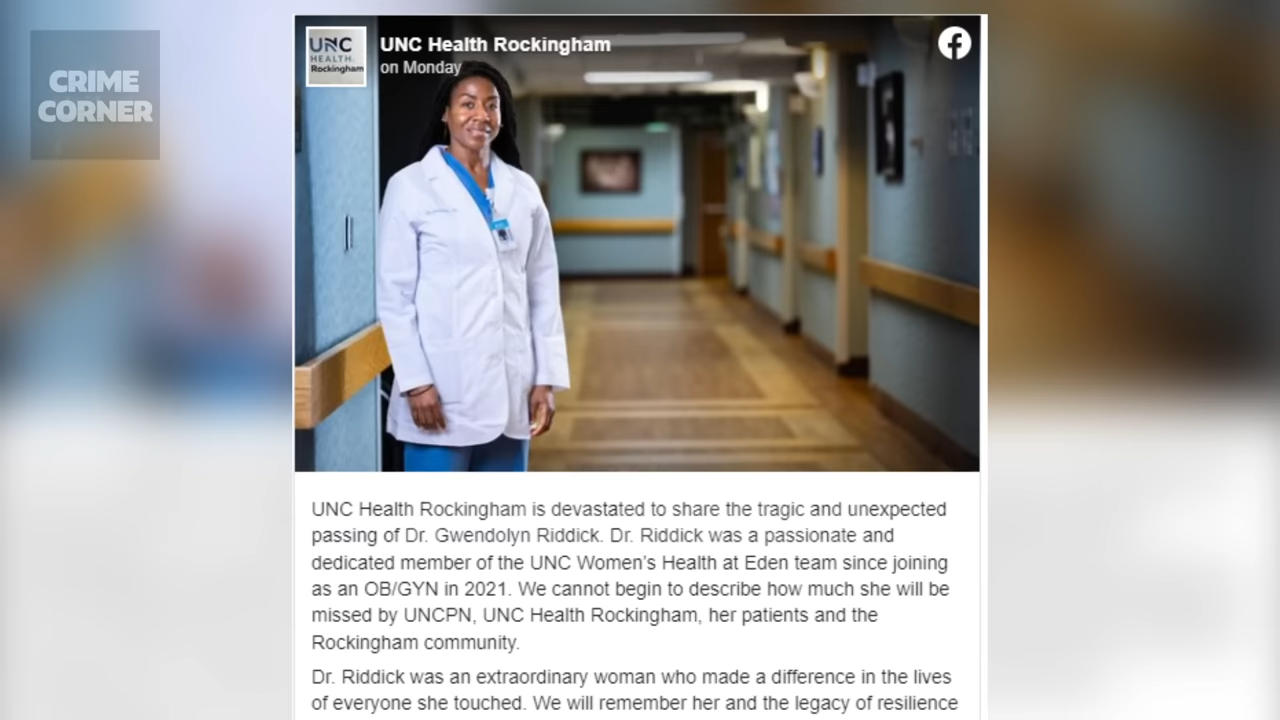 CRIME
CORNER
UNC
HEALTH
Rockingham
UNC Health Rockingham
on Monday
UNC Health Rockingham is devastated to share the tragic and unexpected
passing of Dr. Gwendolyn Riddick. Dr. Riddick was a passionate and
dedicated member of the UNC Women's Health at Eden team since joining
as an OB/GYN in 2021. We cannot begin to describe how much she will be
missed by UNCPN, UNC Health Rockingham, her patients and the
Rockingham community.
Dr. Riddick was an extraordinary woman who made a difference in the lives
of everyone she touched. We will remember her and the legacy of resilience